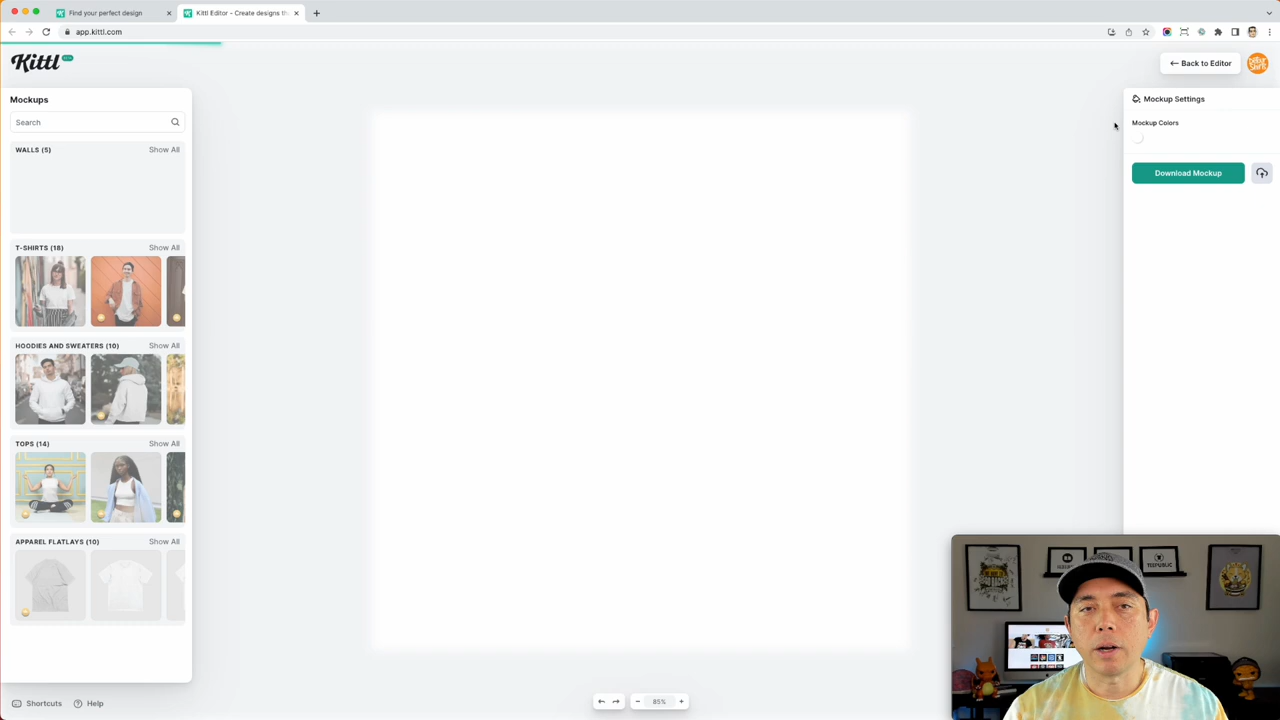 Find your perfect design
Kittl Editor - Create designs th
app.kittl.com
Kittl
← Back to Editor
Mockups
Search
WALLS (5) Show All
T-SHIRTS (18) Show All
HOODIES AND SWEATERS (10) Show All
TOPS (14) Show All
APPAREL FLATLAYS (10) Show All
Mockup Settings
Mockup Colors
Download Mockup
TEEPUBLIC
Shortcuts
Help
85%